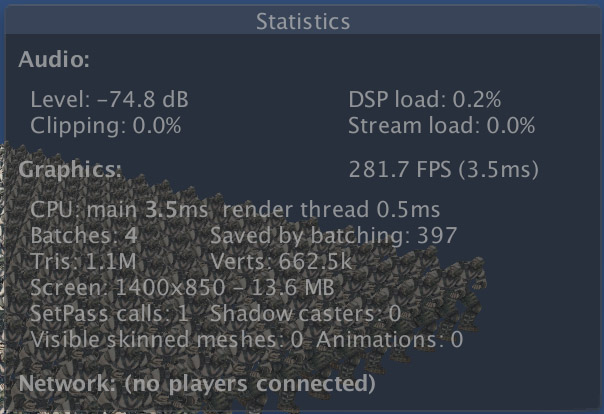 Statistics
Audio:
Level: -74.8 dB DSP load: 0.2%
Clipping: 0.0% Stream load: 0.0%
Graphics: 281.7 FPS (3.5ms)
CPU: main 3.5ms render thread 0.5ms
Batches: 4 Saved by batching: 397
Tris: 1.1M Verts: 662.5k
Screen: 1400x850 - 13.6 MB
SetPass calls: 1 Shadow casters: 0
Visible skinned meshes: 0 Animations: 0
Network: (no players connected)